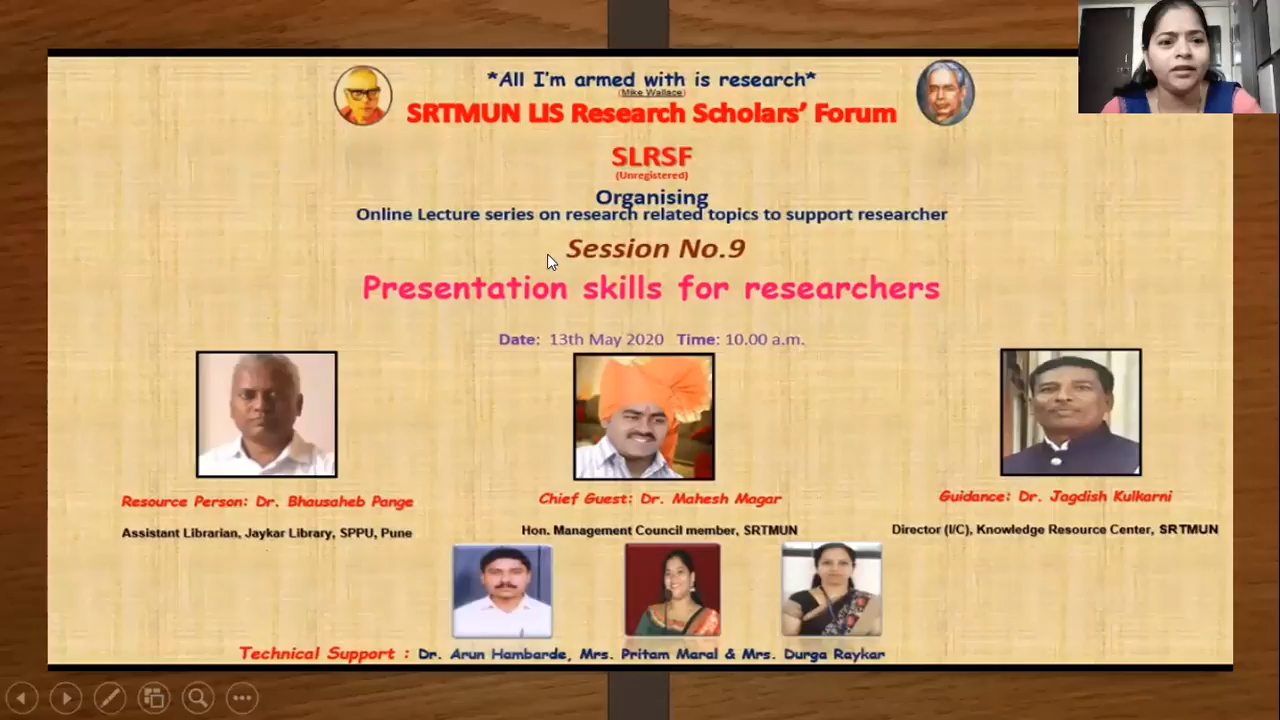 *All I'm armed with is research*
(Mike Wallace)
SRTMUN LIS Research Scholars' Forum
SLRSF
(Unregistered)
Organising
Online Lecture series on research related topics to support researcher
Session No.9
Presentation skills for researchers
Date: 13th May 2020 Time: 10.00 a.m.
Resource Person: Dr. Bhausaheb Pange
Assistant Librarian, Jaykar Library, SPPU, Pune
Chief Guest: Dr. Mahesh Magar
Hon. Management Council member, SRTMUN
Guidance: Dr. Jagdish Kulkarni
Director (I/C), Knowledge Resource Center, SRTMUN
Technical Support : Dr. Arun Hambarde, Mrs. Pritam Maral & Mrs. Durga Raykar